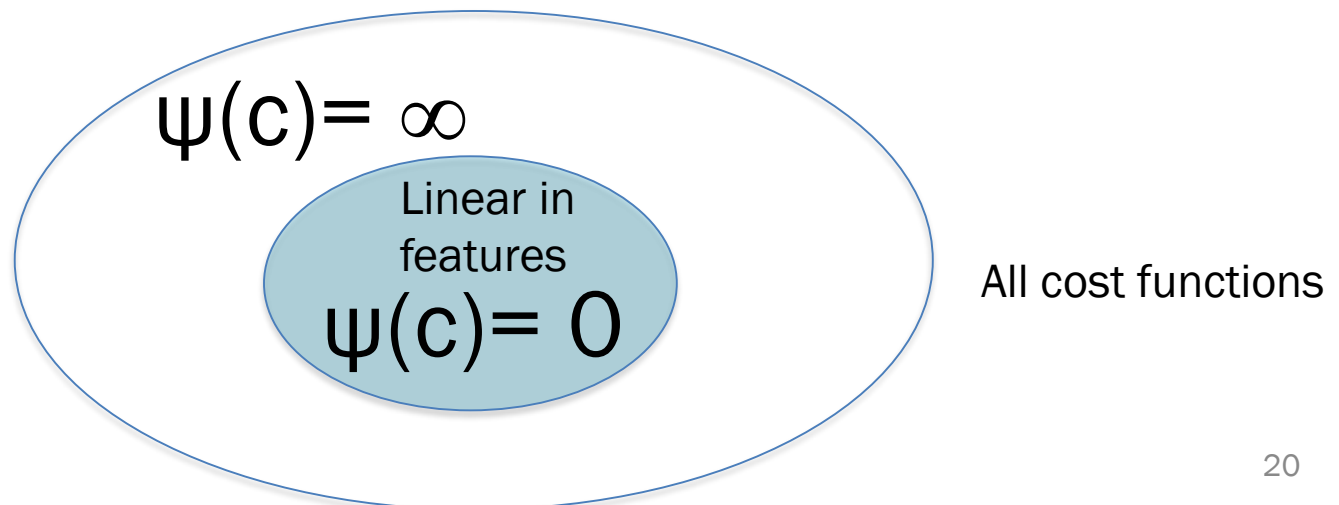 ψ(c)= ∞
Linear in
features
ψ(c)= 0
All cost functions
20